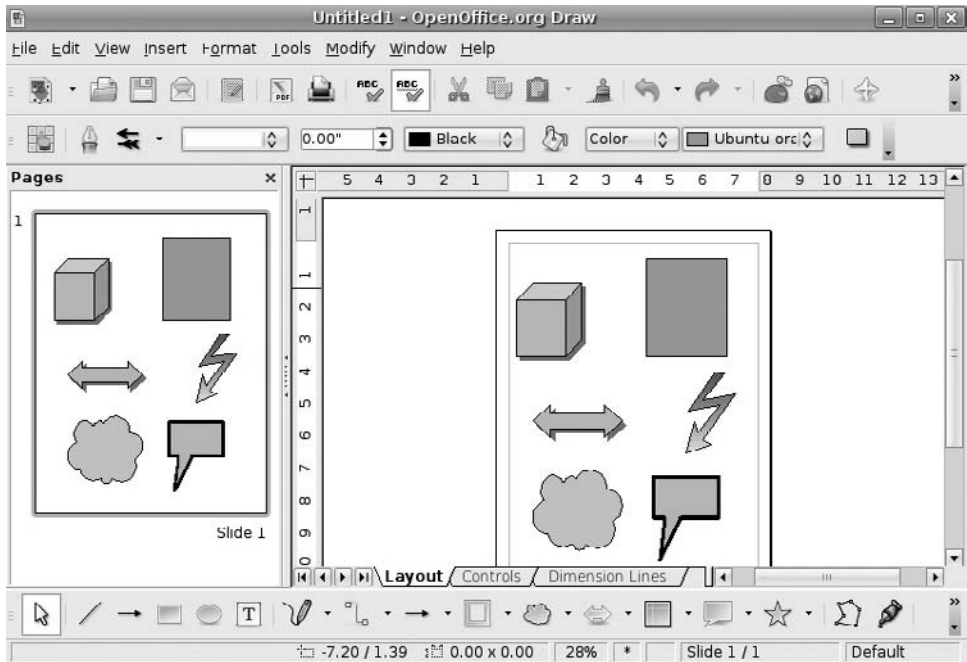 Untitled1 - OpenOffice.org Draw
File Edit View Insert Format Tools Modify Window Help
PDF ABC ABC
0.00" Black Color Ubuntu ora
Pages
5 4 3 2 1 1 2 3 4 5 6 7 8 9 10 11 12 13
1
1
1
2
3
4
5
6
7
8
9
0
Slide 1
Layout Controls Dimension Lines
T
-7.20 / 1.39 0.00 x 0.00 28% * Slide 1 / 1 Default